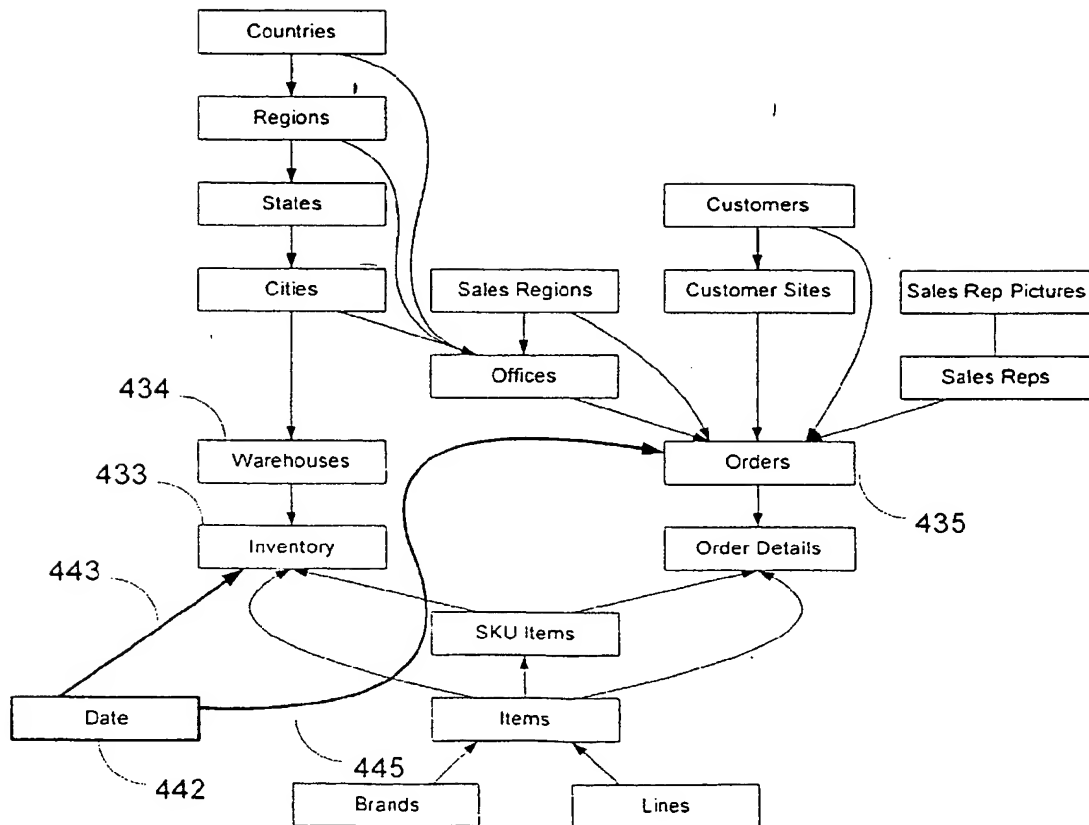 Countries
Regions
States
Customers
Cities
Sales Regions
Customer Sites
Sales Rep Pictures
Offices
Sales Reps
434
Warehouses
Orders
433
435
Inventory
Order Details
443
SKU Items
Date
Items
442
445
Brands
Lines